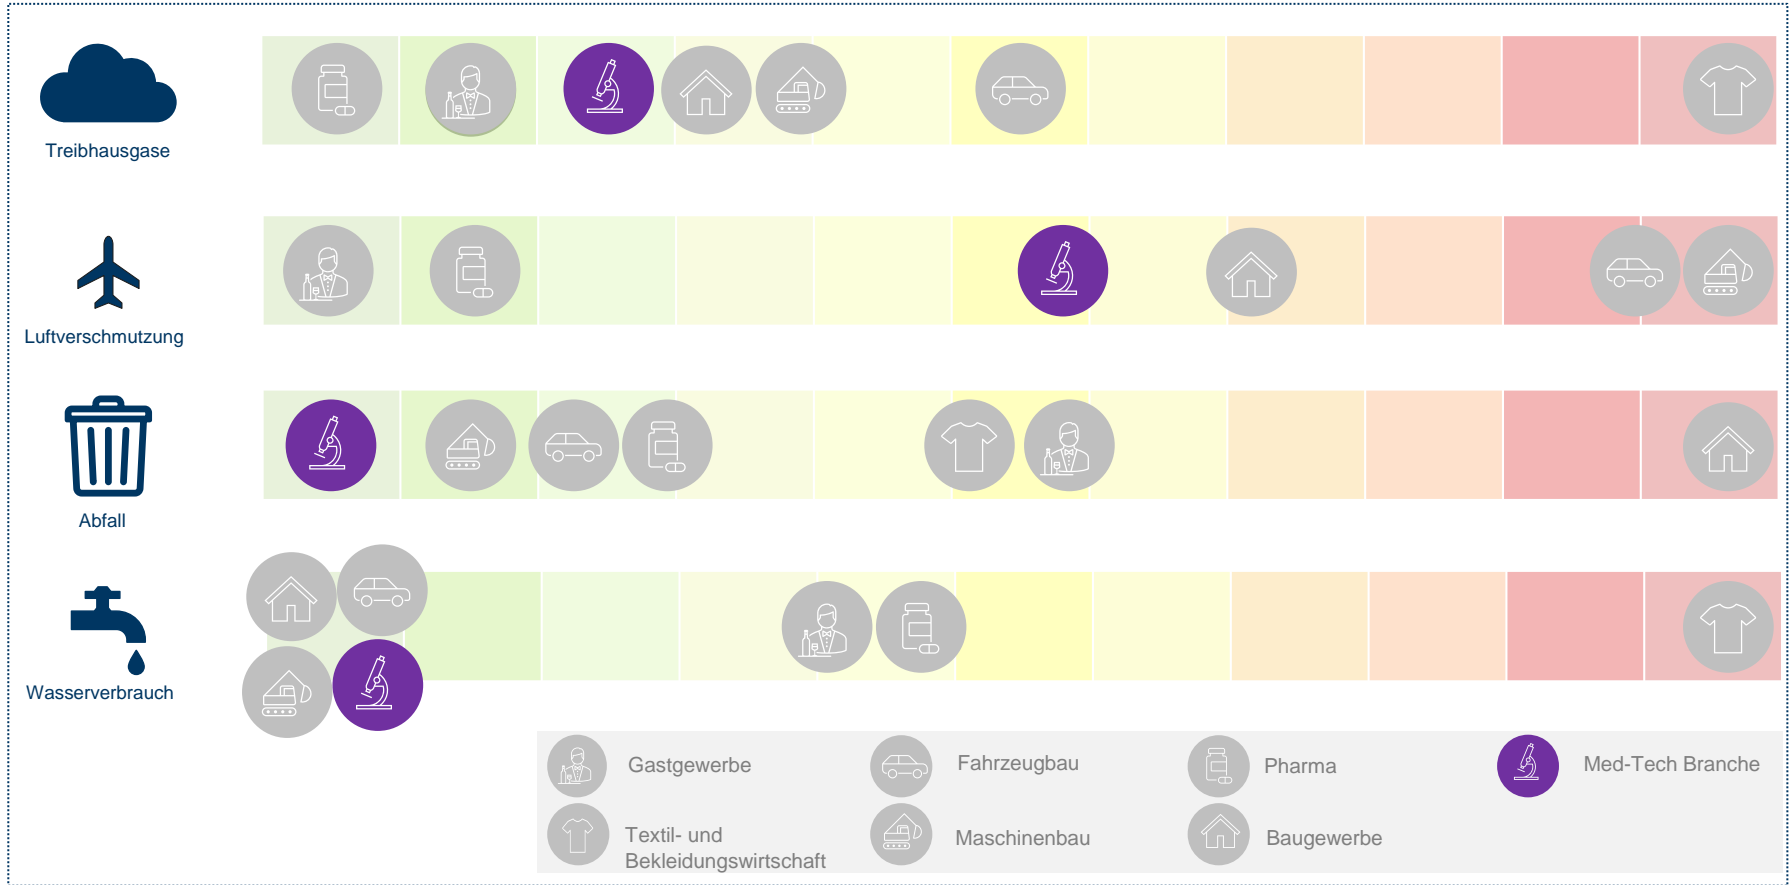 Treibhausgase
Luftverschmutzung
Abfall
Wasserverbrauch
Gastgewerbe
Fahrzeugbau
Pharma
Med-Tech Branche
Textil- und
Bekleidungswirtschaft
Maschinenbau
Baugewerbe